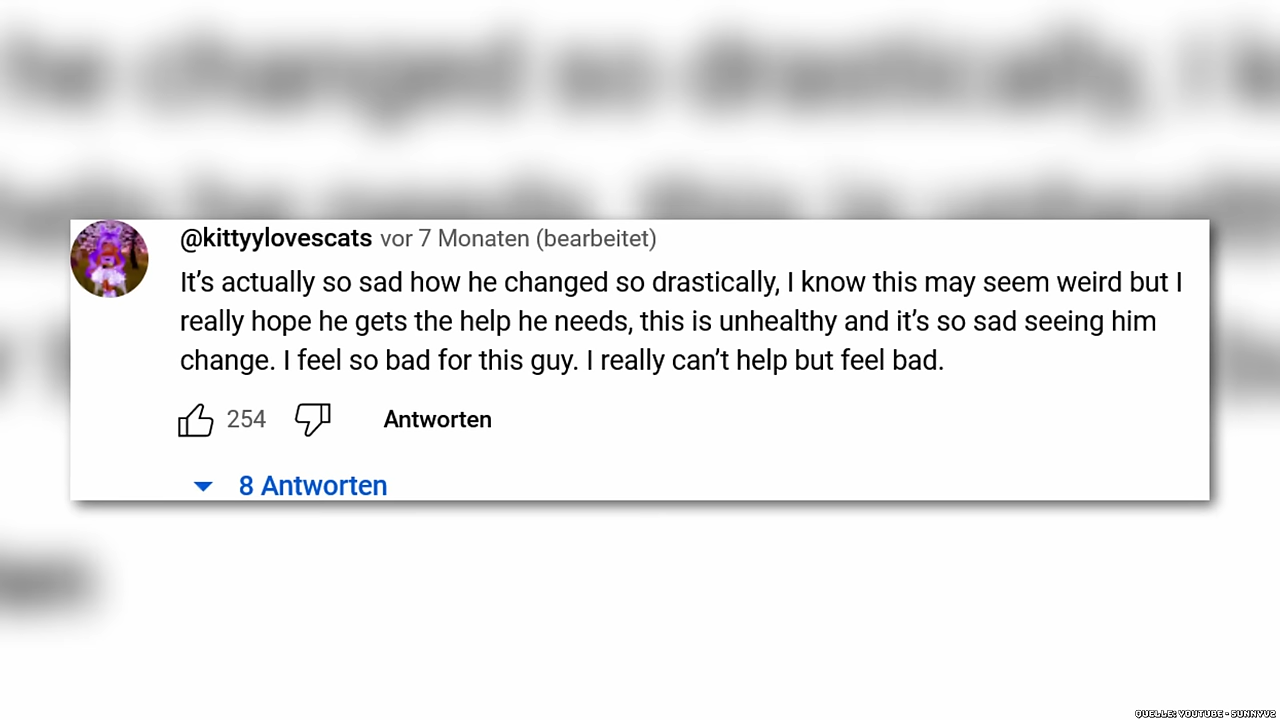 @kittyylovescats vor 7 Monaten (bearbeitet)
It’s actually so sad how he changed so drastically, I know this may seem weird but I
really hope he gets the help he needs, this is unhealthy and it’s so sad seeing him
change. I feel so bad for this guy. I really can’t help but feel bad.
254 Antworten
8 Antworten
QUELLE: YOUTUBE - SUNNYV2